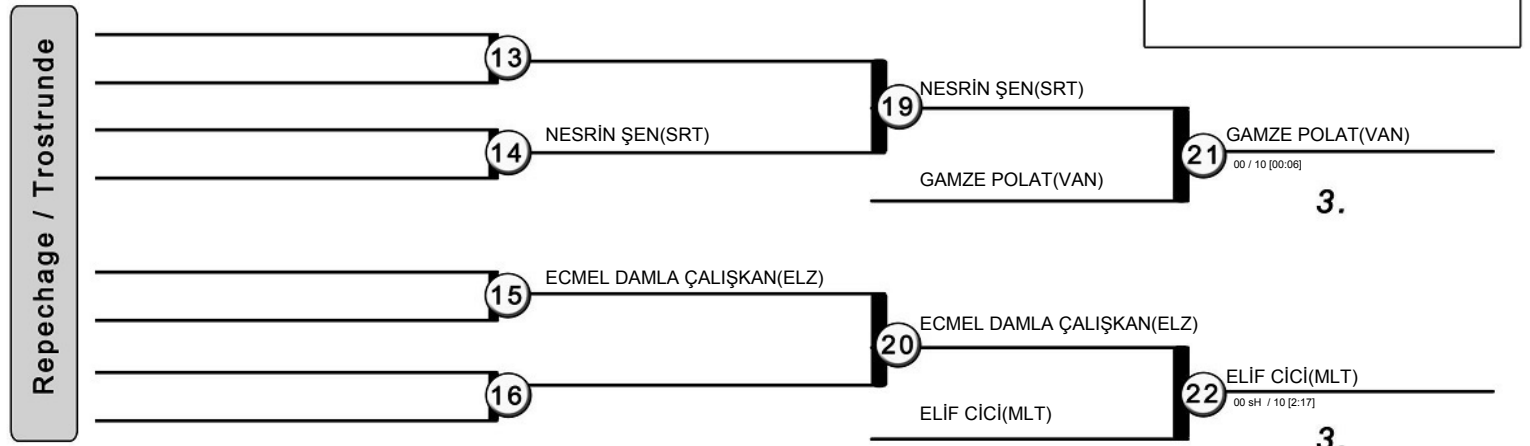 Repechage / Trostrunde
13
NESRİN ŞEN(SRT)
19
NESRİN ŞEN(SRT)
14
GAMZE POLAT(VAN)
21
00 / 10 [00:06]
GAMZE POLAT(VAN)
3.
ECMEL DAMLA ÇALIŞKAN(ELZ)
15
ECMEL DAMLA ÇALIŞKAN(ELZ)
20
ELİF CİCİ(MLT)
22
16
00 sH / 10 [2:17]
ELİF CİCİ(MLT)
3.